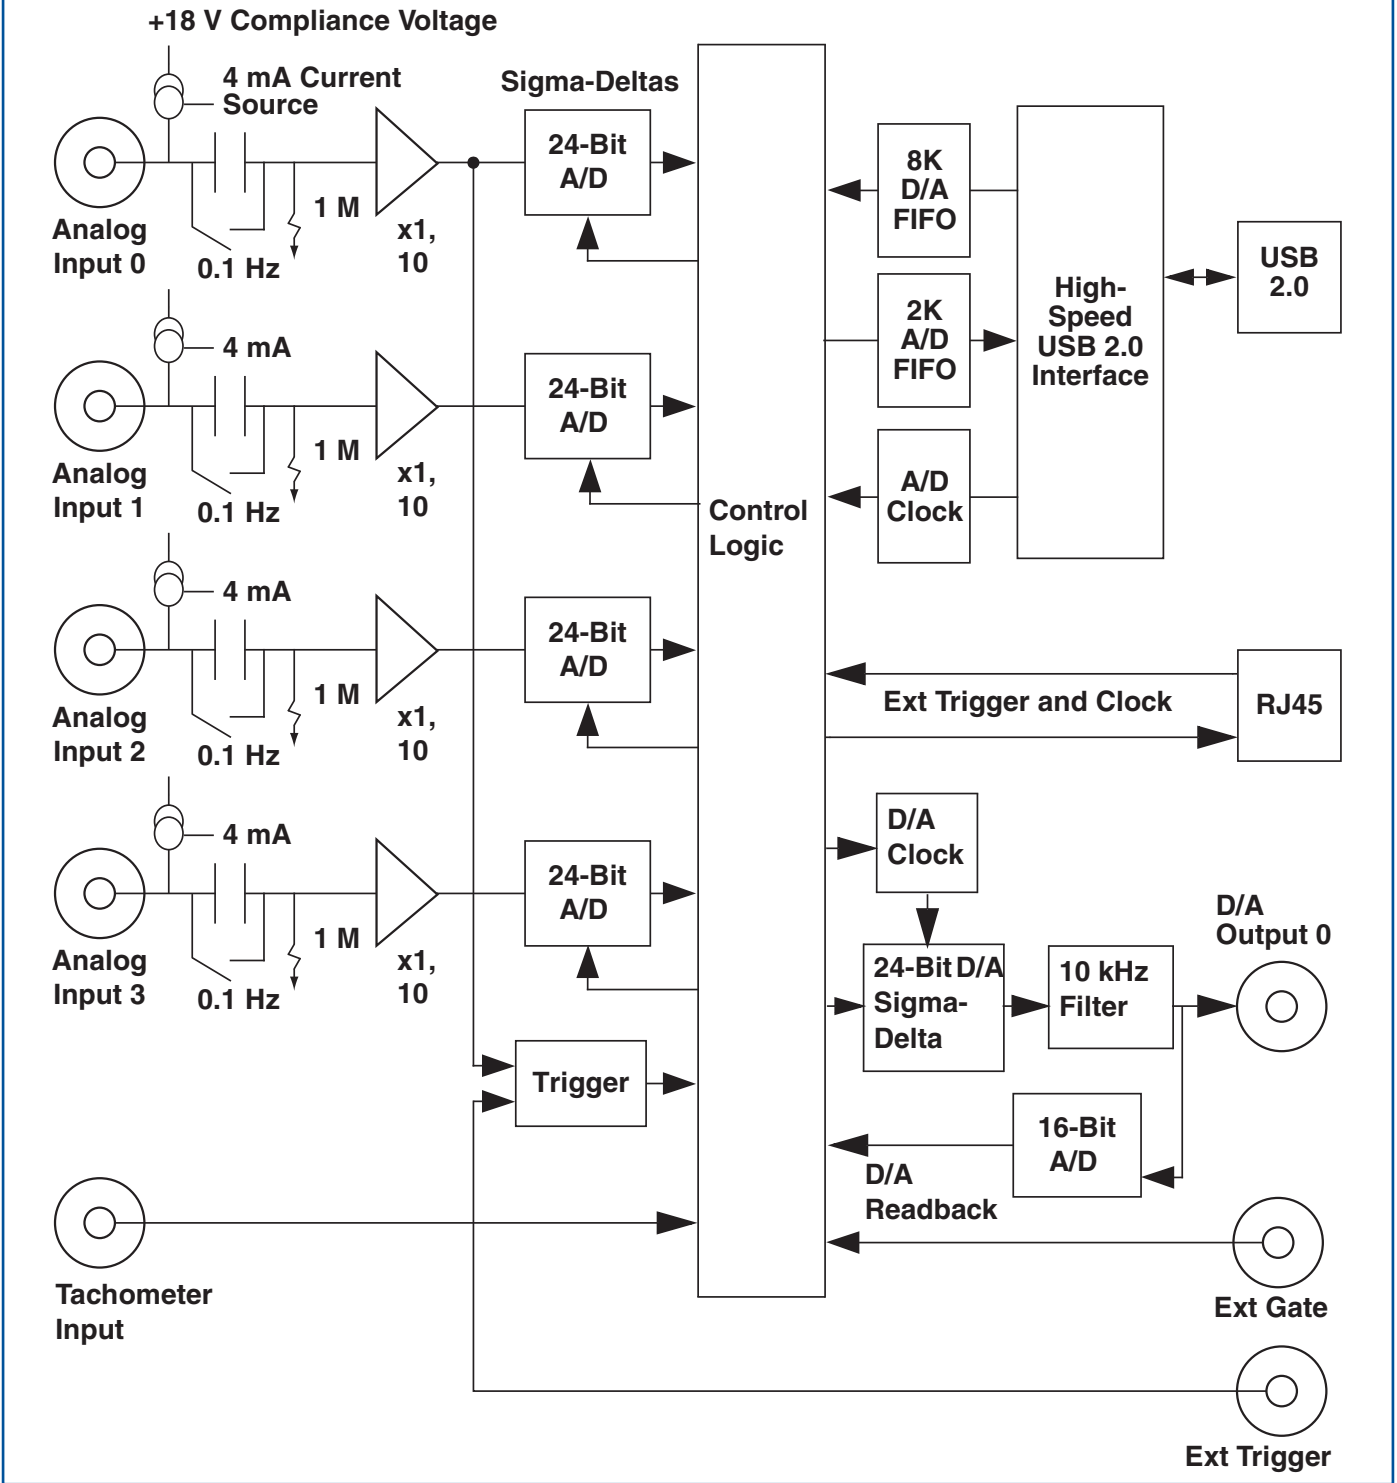 +18 V Compliance Voltage
4 mA Current
Source
Analog
Input 0
0.1 Hz
1 M
x1,
10
Sigma-Deltas
24-Bit
A/D
4 mA
Analog
Input 1
0.1 Hz
1 M
x1,
10
24-Bit
A/D
4 mA
Analog
Input 2
0.1 Hz
1 M
x1,
10
24-Bit
A/D
4 mA
Analog
Input 3
0.1 Hz
1 M
x1,
10
24-Bit
A/D
Trigger
Tachometer
Input
Control
Logic
8K
D/A
FIFO
2K
A/D
FIFO
A/D
Clock
High-
Speed
USB 2.0
Interface
USB
2.0
Ext Trigger and Clock
RJ45
D/A
Clock
24-Bit D/A
Sigma-
Delta
10 kHz
Filter
D/A
Output 0
16-Bit
A/D
D/A
Readback
Ext Gate
Ext Trigger